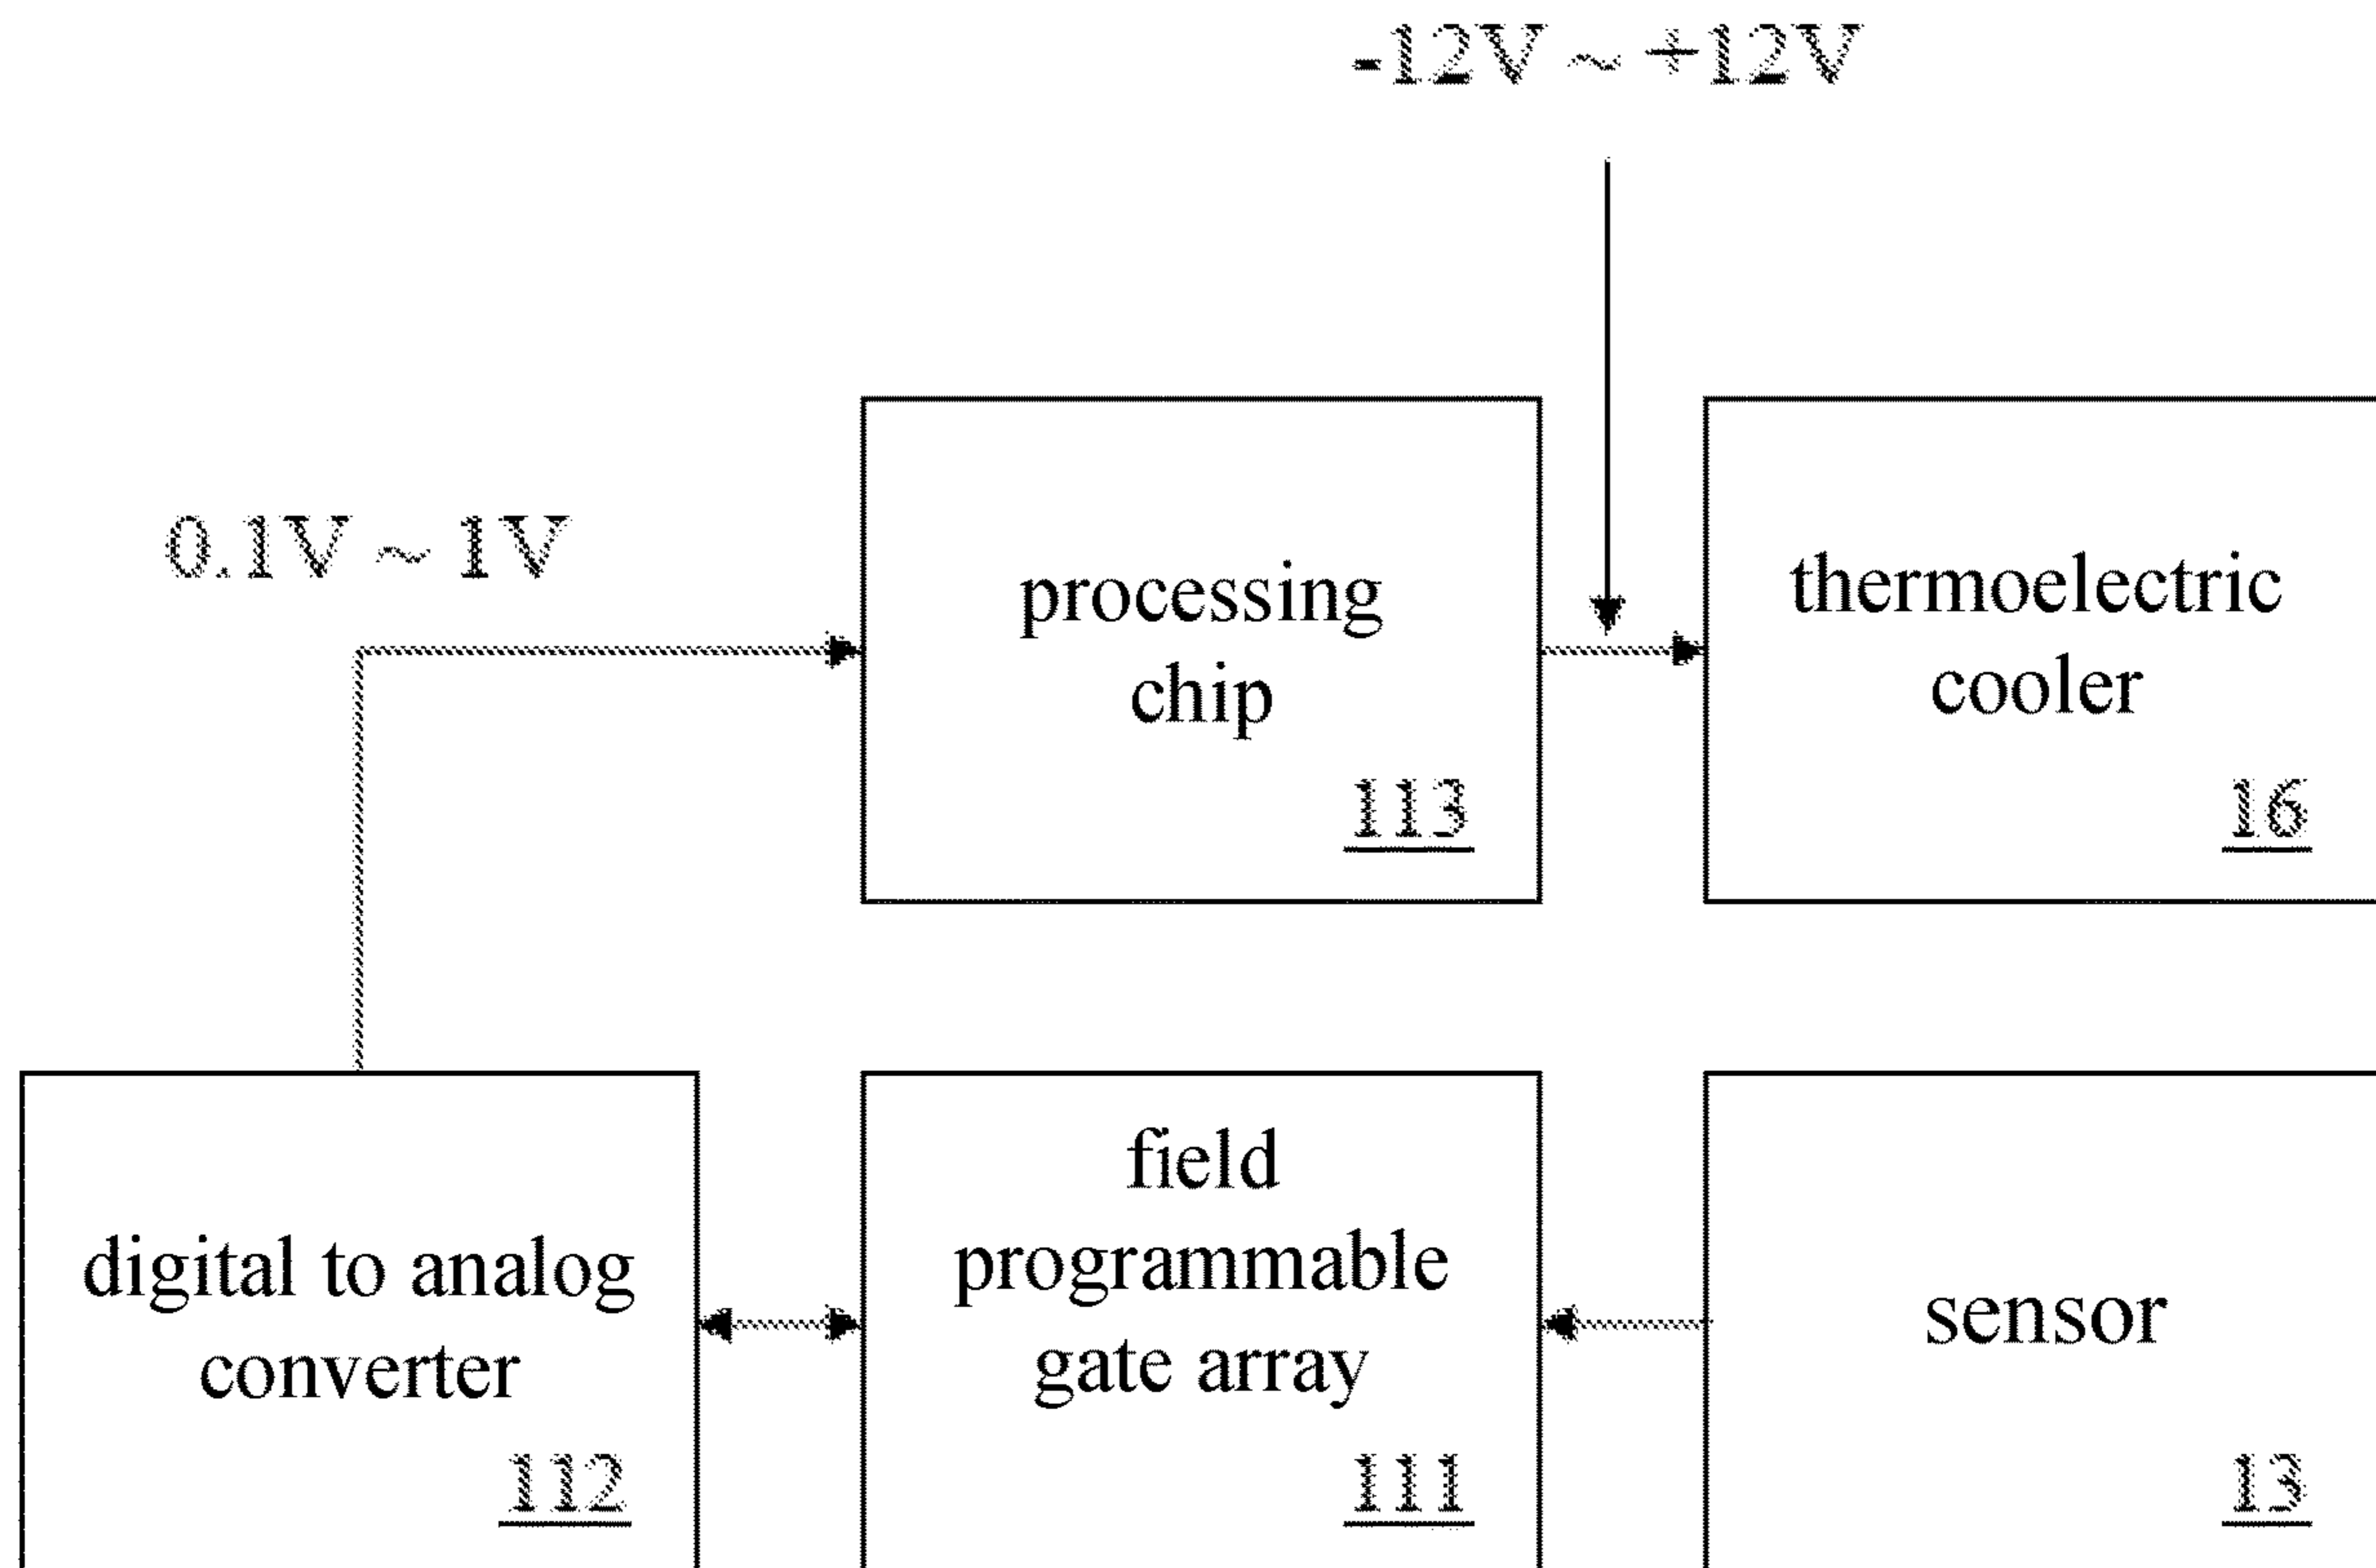 -12V ~ +12V
0.1V ~ 1V
processing
chip
113
thermoelectric
cooler
16
digital to analog
converter
112
field
programmable
gate array
111
sensor
13